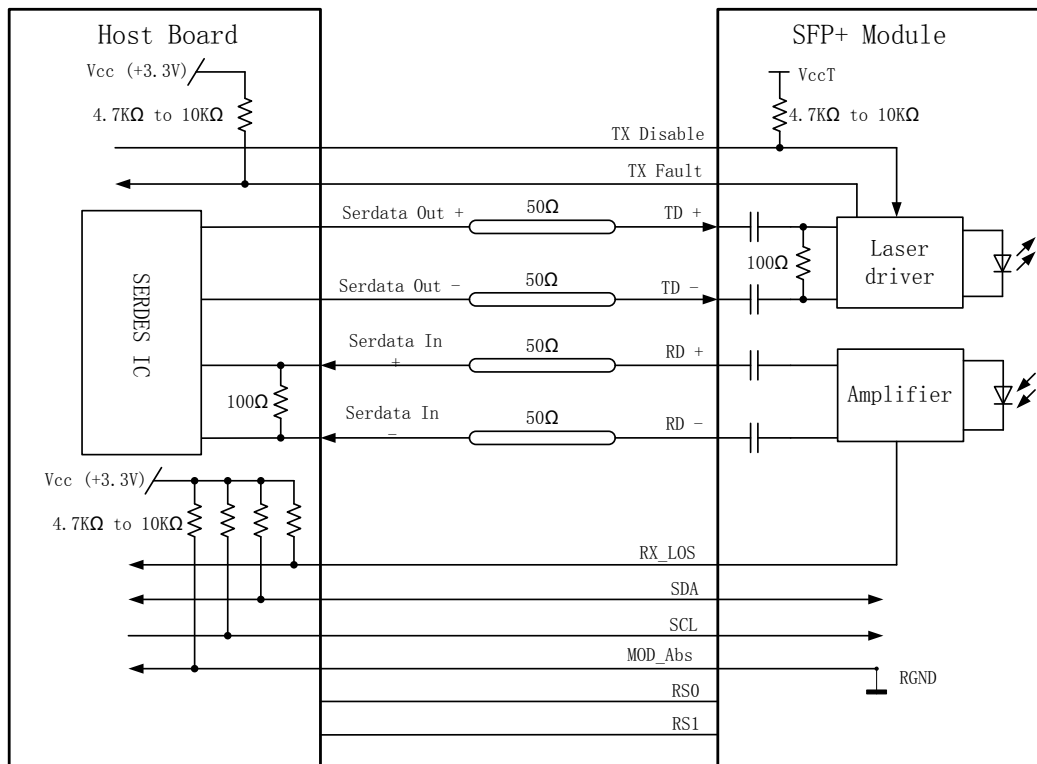 Host Board
SFP+ Module
Vcc (+3.3V)
VccT
4.7KΩ to 10KΩ
4.7KΩ to 10KΩ
TX Disable
TX Fault
Serdata Out +
50Ω
TD +
100Ω
Laser
driver
Serdata Out -
50Ω
TD -
SERDES IC
Serdata In
+
50Ω
RD +
100Ω
Amplifier
Serdata In
-
50Ω
RD -
Vcc (+3.3V)
4.7KΩ to 10KΩ
RX_LOS
SDA
SCL
MOD_Abs
RGND
RS0
RS1